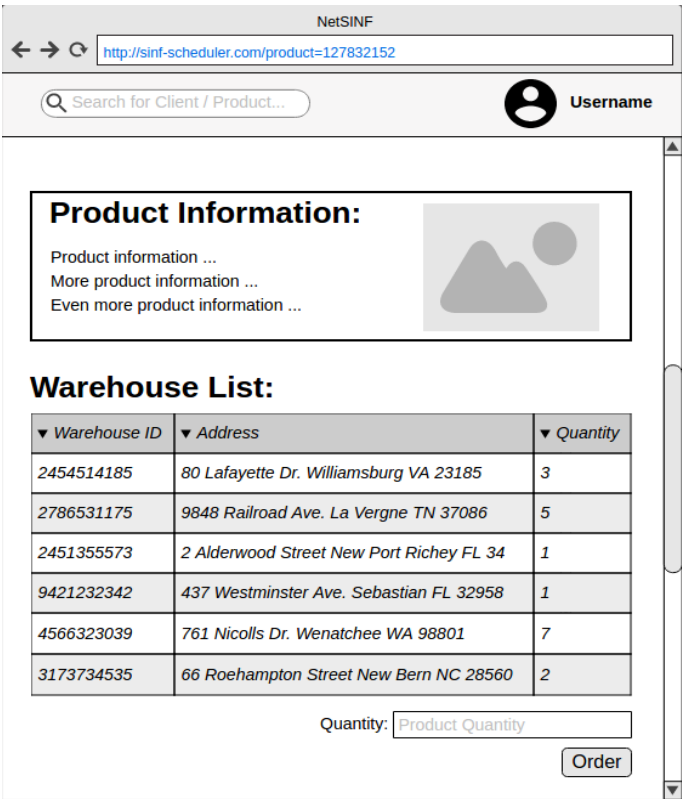 NetSINF
http://sinf-scheduler.com/product=127832152
Search for Client / Product...
Username
Product Information:
Product information ...
More product information ...
Even more product information ...
Warehouse List:
▼ Warehouse ID ▼ Address ▼ Quantity
2454514185 80 Lafayette Dr. Williamsburg VA 23185 3
2786531175 9848 Railroad Ave. La Vergne TN 37086 5
2451355573 2 Alderwood Street New Port Richey FL 34 1
9421232342 437 Westminster Ave. Sebastian FL 32958 1
4566323039 761 Nicolls Dr. Wenatchee WA 98801 7
3173734535 66 Roehampton Street New Bern NC 28560 2
Quantity: Product Quantity
Order